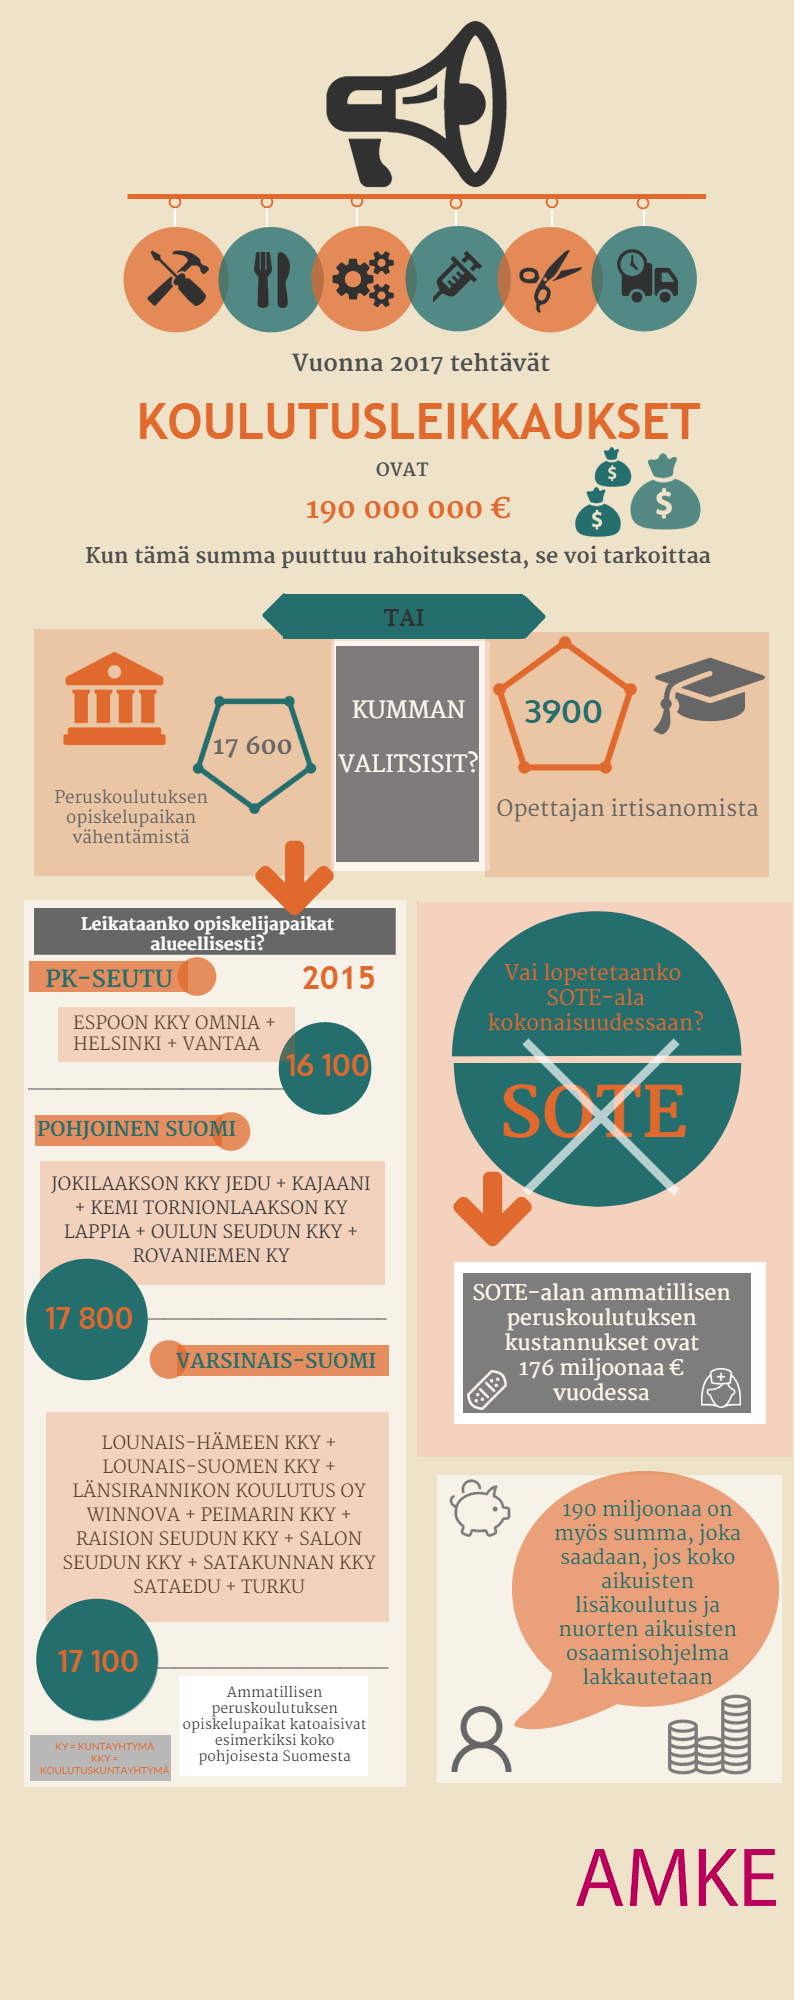 Vuonna 2017 tehtävät
KOULUTUSLEIKKAUKSET
OVAT
190 000 000 €
$
$
$
Kun tämä summa puuttuu rahoituksesta, se voi tarkoittaa
TAI
17 600
Peruskoulutuksen
opiskelupaikan
vähentämistä
KUMMAN
VALITSISIT?
3900
Opettajan irtisanomista
Leikataanko opiskelijapaikat
alueellisesti?
PK-SEUTU
2015
ESPOON KKY OMNIA +
HELSINKI + VANTAA
16 100
POHJOINEN SUOMI
JOKILAAKSON KKY JEDU + KAJAANI
+ KEMI TORNIONLAAKSON KY
LAPPIA + OULUN SEUDUN KKY +
ROVANIEMEN KY
17 800
VARSINAIS-SUOMI
LOUNAIS-HÄMEEN KKY +
LOUNAIS-SUOMEN KKY +
LÄNSIRANNIKON KOULUTUS OY
WINNOVA + PEIMARIN KKY +
RAISION SEUDUN KKY + SALON
SEUDUN KKY + SATAKUNNAN KKY
SATAEDU + TURKU
17 100
Ammatillisen
peruskoulutuksen
opiskelupaikat katoaisivat
esimerkiksi koko
pohjoisesta Suomesta
KY = KUNTAYHTYMÄ
KKY =
KOULUTUSKUNTAYHTYMÄ
Vai lopetetaanko
SOTE-ala
kokonaisuudessaan?
SOTE
SOTE-alan ammatillisen
peruskoulutuksen
kustannukset ovat
176 miljoonaa €
vuodessa
190 miljoonaa on
myös summa, joka
saadaan, jos koko
aikuisten
lisäkoulutus ja
nuorten aikuisten
osaamisohjelma
lakkautetaan
AMKE